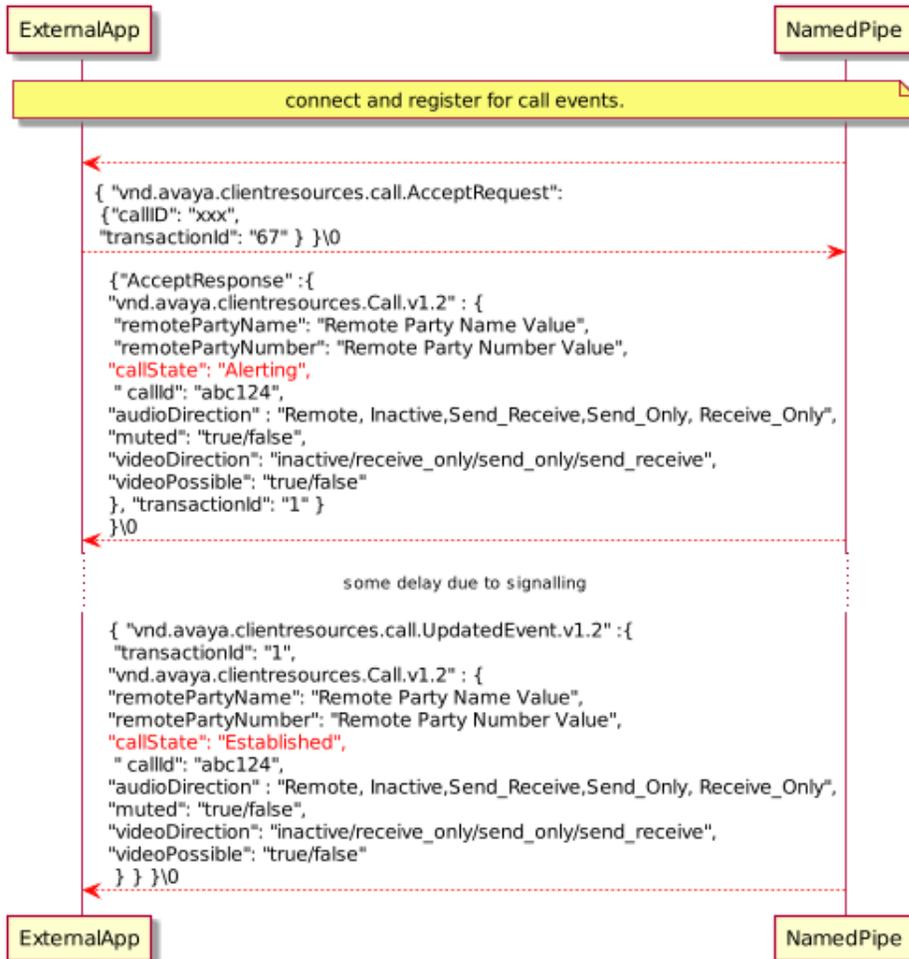 ExternalApp
NamedPipe
connect and register for call events.
{ "vnd.avaya.clientresources.call.AcceptRequest":
{"callID": "xxx",
"transactionId": "67" } }\0
{"AcceptResponse" :{
"vnd.avaya.clientresources.Call.v1.2" : {
"remotePartyName": "Remote Party Name Value",
"remotePartyNumber": "Remote Party Number Value",
"callState": "Alerting",
" callId": "abc124",
"audioDirection" : "Remote, Inactive,Send_Receive,Send_Only, Receive_Only",
"muted": "true/false",
"videoDirection": "inactive/receive_only/send_only/send_receive",
"videoPossible": "true/false"
}, "transactionId": "1" }
}\0
some delay due to signalling
{ "vnd.avaya.clientresources.call.UpdatedEvent.v1.2" :{
"transactionId": "1",
"vnd.avaya.clientresources.Call.v1.2" : {
"remotePartyName": "Remote Party Name Value",
"remotePartyNumber": "Remote Party Number Value",
"callState": "Established",
" callId": "abc124",
"audioDirection" : "Remote, Inactive,Send_Receive,Send_Only, Receive_Only",
"muted": "true/false",
"videoDirection": "inactive/receive_only/send_only/send_receive",
"videoPossible": "true/false"
} } }\0
ExternalApp
NamedPipe